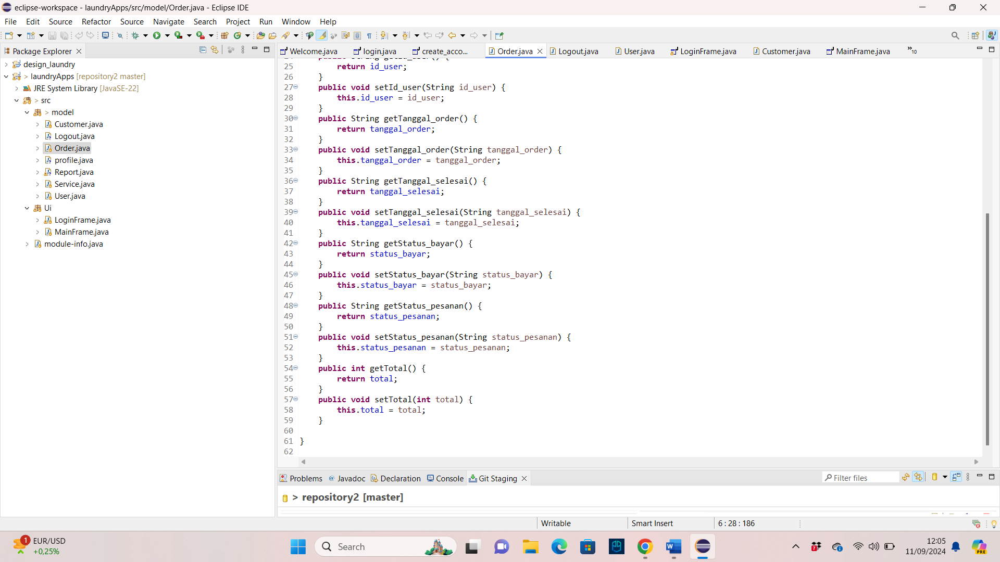 eclipse-workspace - laundryApps/src/model/Order.java - Eclipse IDE
File Edit Source Refactor Source Navigate Search Project Run Window Help
Package Explorer
Welcome.java login.java create_acco... Order.java Logout.java User.java LoginFrame.java Customer.java MainFrame.java »10
design_laundry
> laundryApps [repository2 master]
JRE System Library [JavaSE-22]
> src
> model
Customer.java
Logout.java
Order.java
profile.java
Report.java
Service.java
User.java
Ui
LoginFrame.java
MainFrame.java
module-info.java
25 return id_user;
26 }
27 public void setId_user(String id_user) {
28 this.id_user = id_user;
29 }
30 public String getTanggal_order() {
31 return tanggal_order;
32 }
33 public void setTanggal_order(String tanggal_order) {
34 this.tanggal_order = tanggal_order;
35 }
36 public String getTanggal_selesai() {
37 return tanggal_selesai;
38 }
39 public void setTanggal_selesai(String tanggal_selesai) {
40 this.tanggal_selesai = tanggal_selesai;
41 }
42 public String getStatus_bayar() {
43 return status_bayar;
44 }
45 public void setStatus_bayar(String status_bayar) {
46 this.status_bayar = status_bayar;
47 }
48 public String getStatus_pesanan() {
49 return status_pesanan;
50 }
51 public void setStatus_pesanan(String status_pesanan) {
52 this.status_pesanan = status_pesanan;
53 }
54 public int getTotal() {
55 return total;
56 }
57 public void setTotal(int total) {
58 this.total = total;
59 }
60
61 }
62
Problems Javadoc Declaration Console Git Staging
Filter files
> repository2 [master]
Writable Smart Insert 6 : 28 : 186
1 EUR/USD
+0,25%
Search
12:05
11/09/2024
PRE